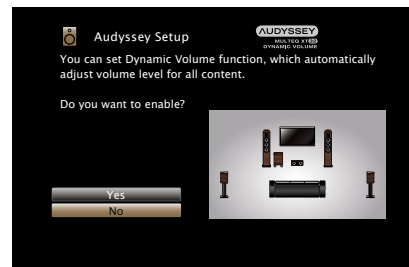 Audyssey Setup
AUDYSSEY
MULTEQ XT32
DYNAMIC VOLUME
You can set Dynamic Volume function, which automatically
adjust volume level for all content.
Do you want to enable?
Yes
No